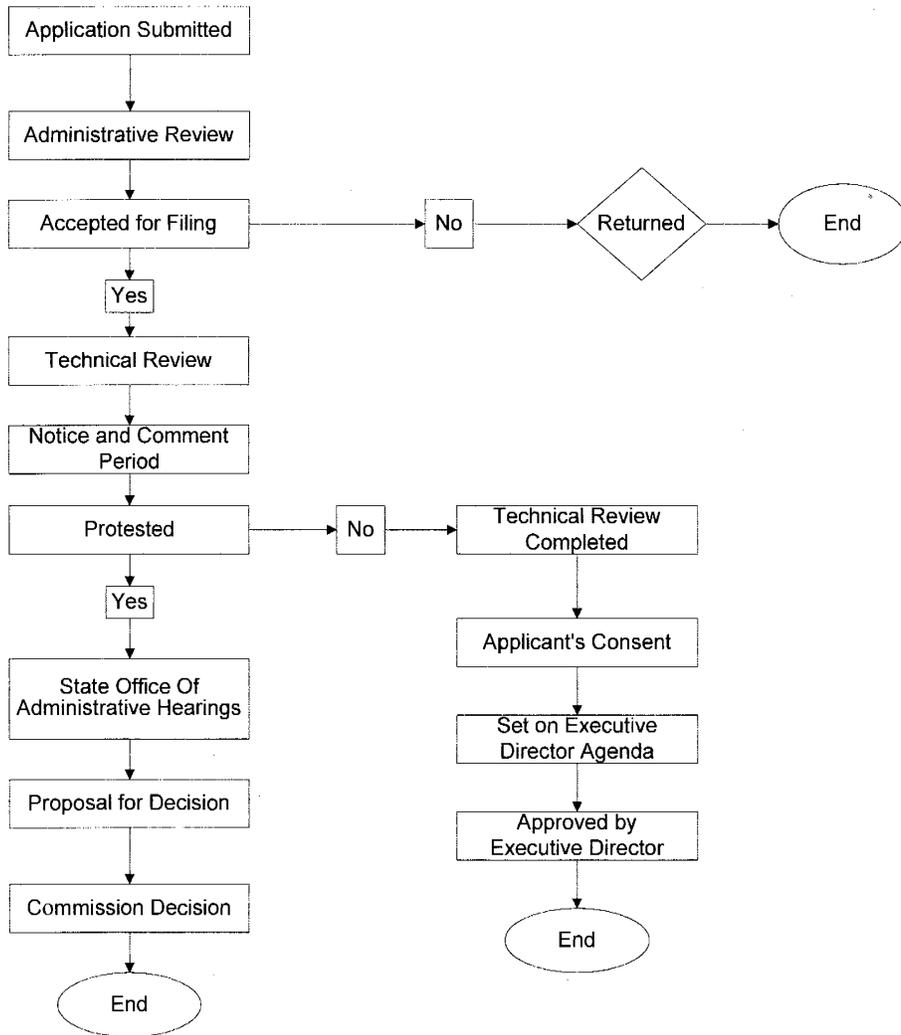 Application Submitted
Administrative Review
Accepted for Filing
No
Returned
End
Yes
Technical Review
Notice and Comment
Period
Protested
No
Technical Review
Completed
Yes
Applicant's Consent
State Office Of
Administrative Hearings
Set on Executive
Director Agenda
Proposal for Decision
Approved by
Executive Director
Commission Decision
End
End